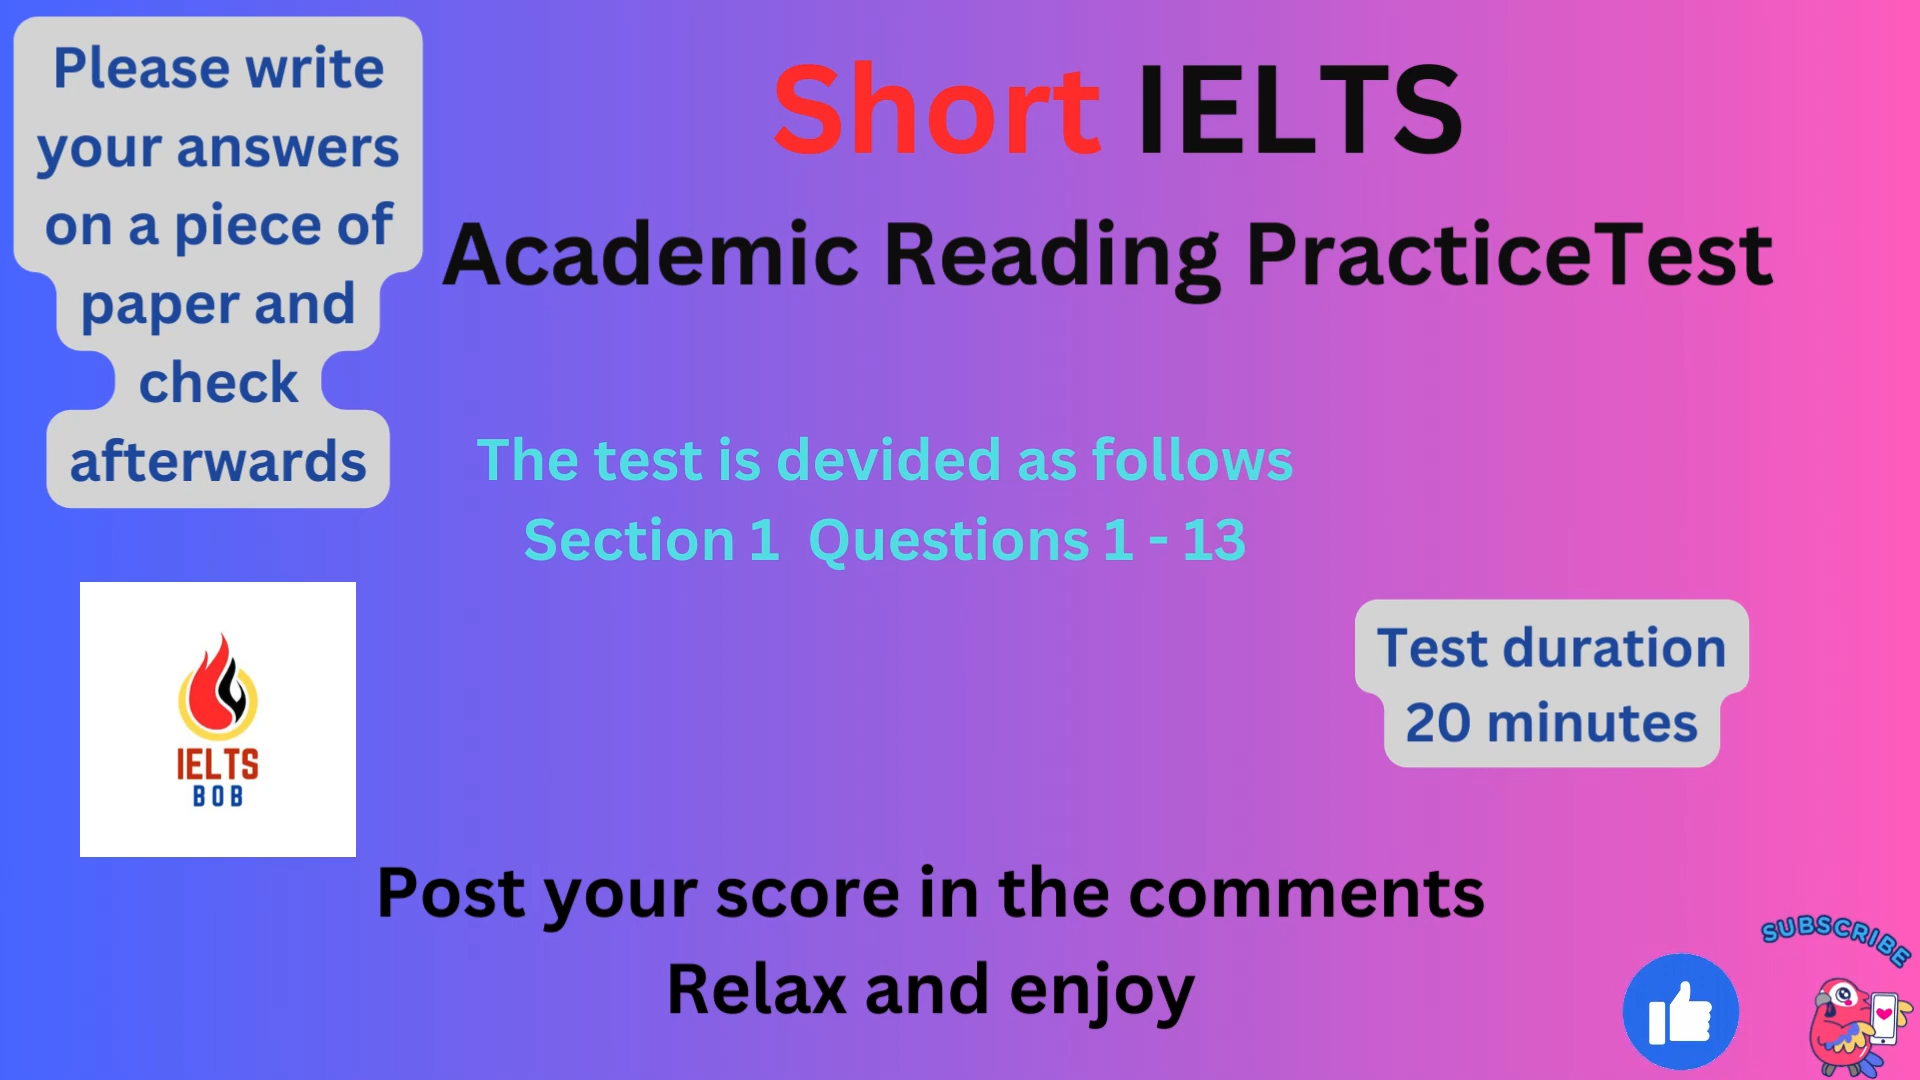 Please write
your answers
on a piece of
paper and
check
afterwards
Short IELTS
Academic Reading PracticeTest
The test is devided as follows
Section 1 Questions 1 - 13
IELTS
BOB
Test duration
20 minutes
Post your score in the comments
Relax and enjoy
SUBSCRIBE